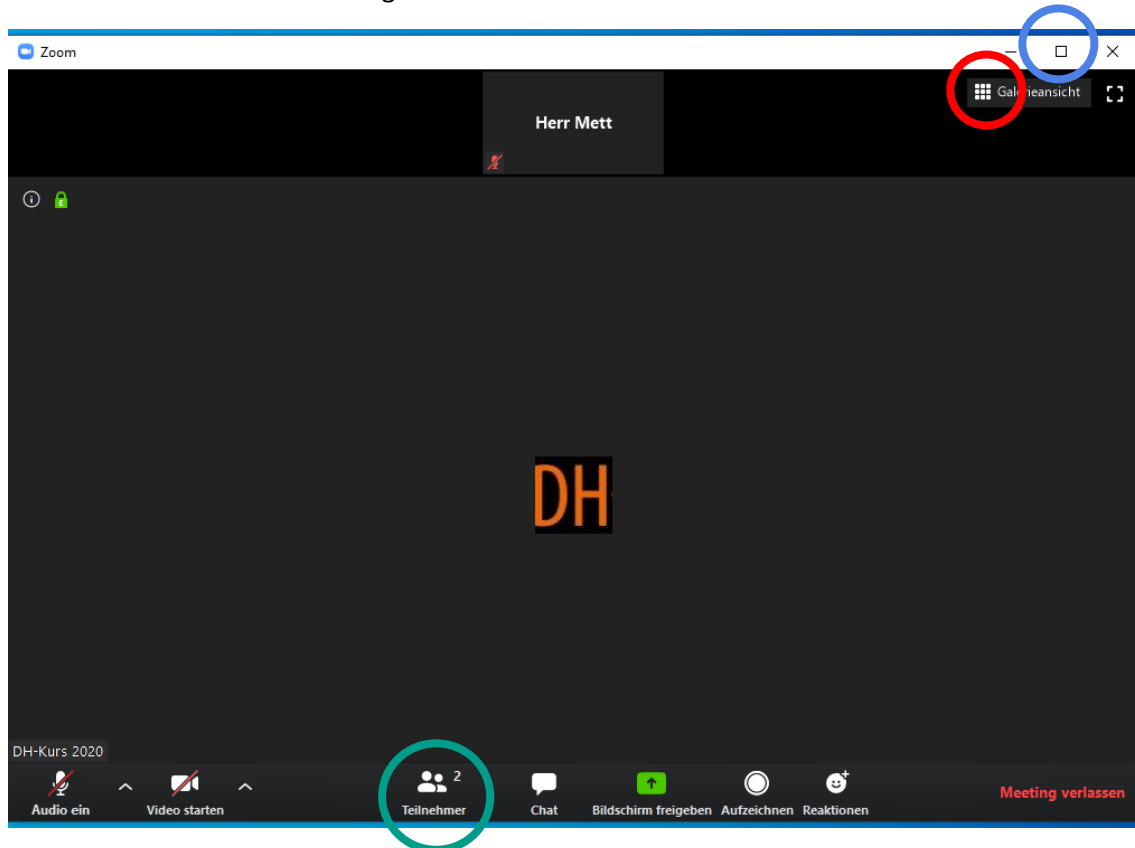 Zoom
Galerieansicht
Herr Mett
E
DH
DH-Kurs 2020
2
Audio ein Video starten Teilnehmer Chat Bildschirm freigeben Aufzeichnen Reaktionen Meeting verlassen